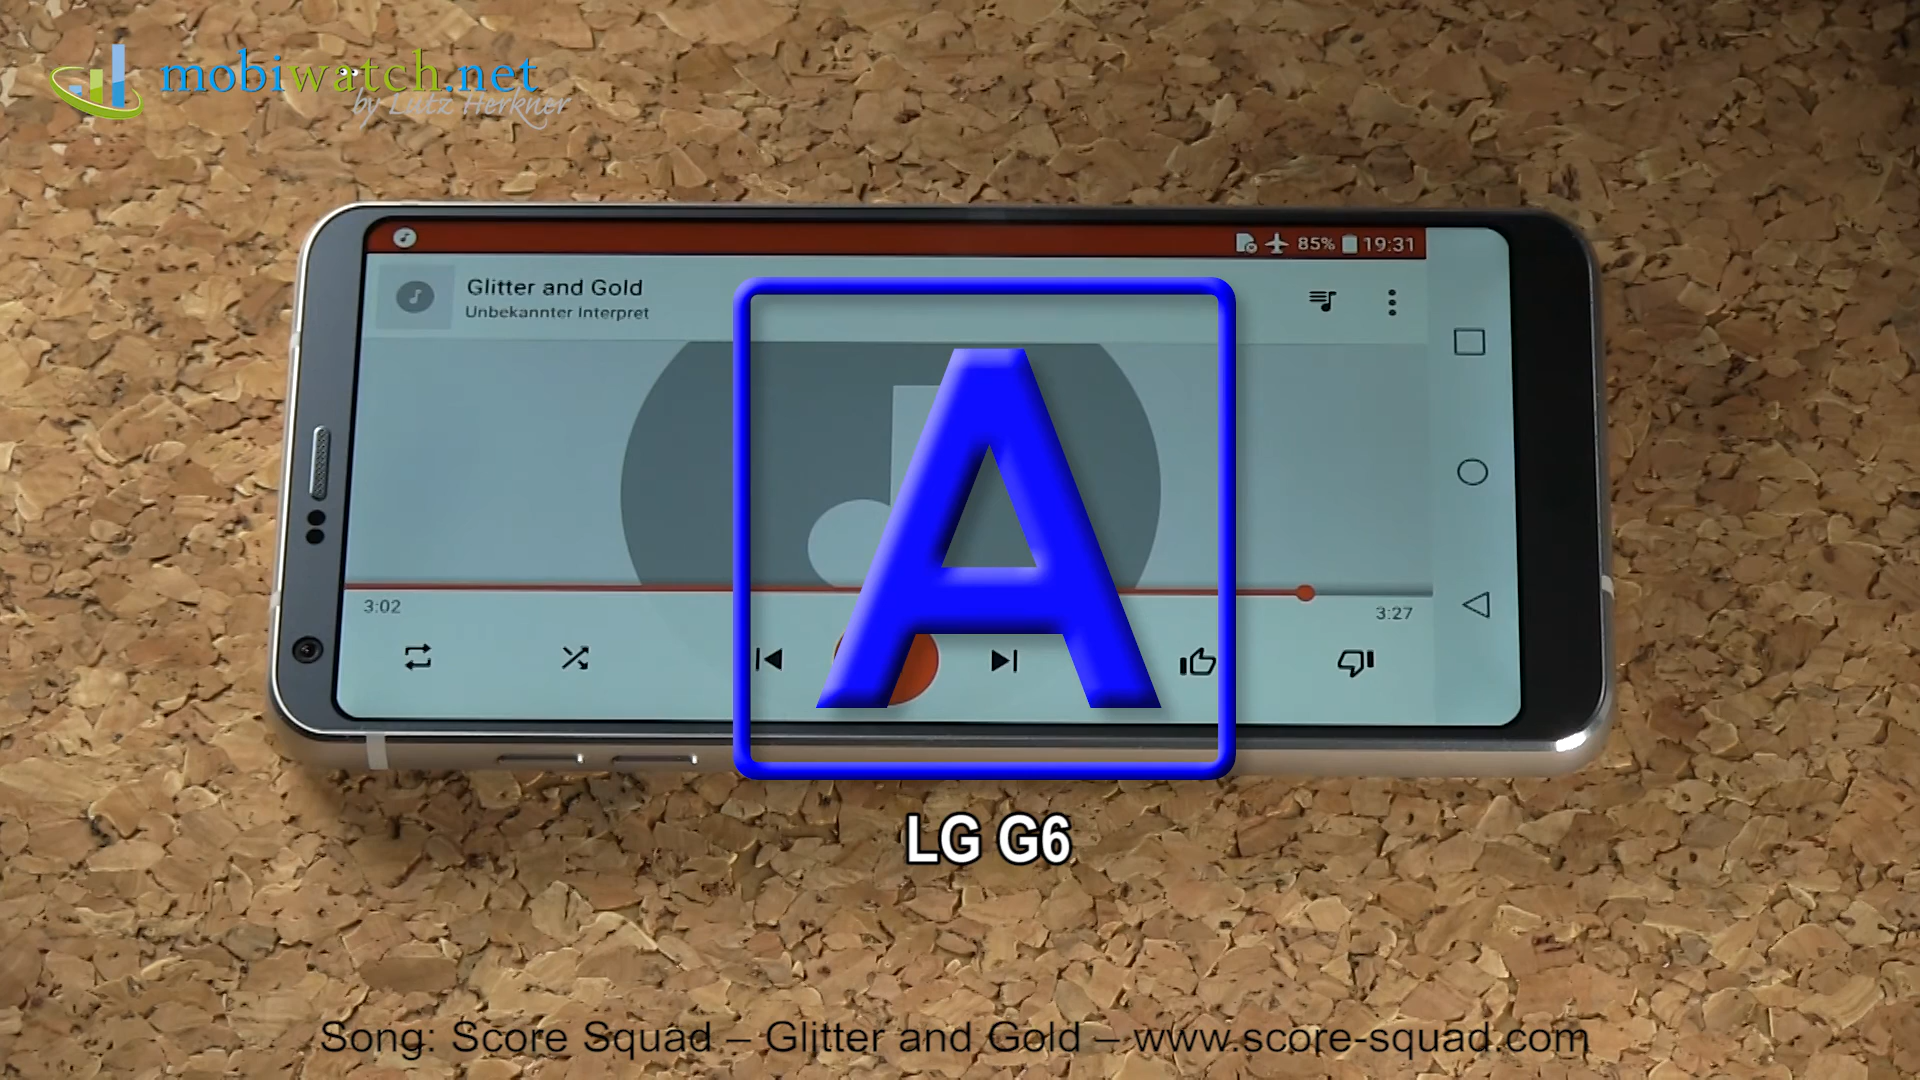 mobiwatch.net
by Lutz Herkner
85% 19:31
Glitter and Gold
Unbekannter Interpret
A
3:02
3:27
LG G6
Song: Score Squad – Glitter and Gold – www.score-squad.com